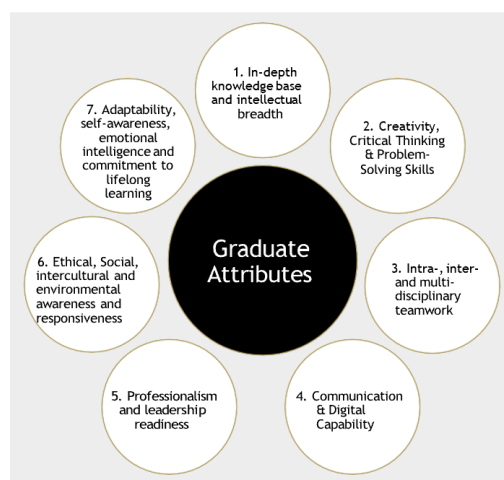 1. In-depth
knowledge base
and intellectual
breadth
2. Creativity,
Critical Thinking
& Problem-
Solving Skills
3. Intra-, inter-
and multi-
disciplinary
teamwork
4. Communication
& Digital
Capability
5. Professionalism
and leadership
readiness
6. Ethical, Social,
intercultural and
environmental
awareness and
responsiveness
7. Adaptability,
self-awareness,
emotional
intelligence and
commitment to
lifelong
learning
Graduate
Attributes